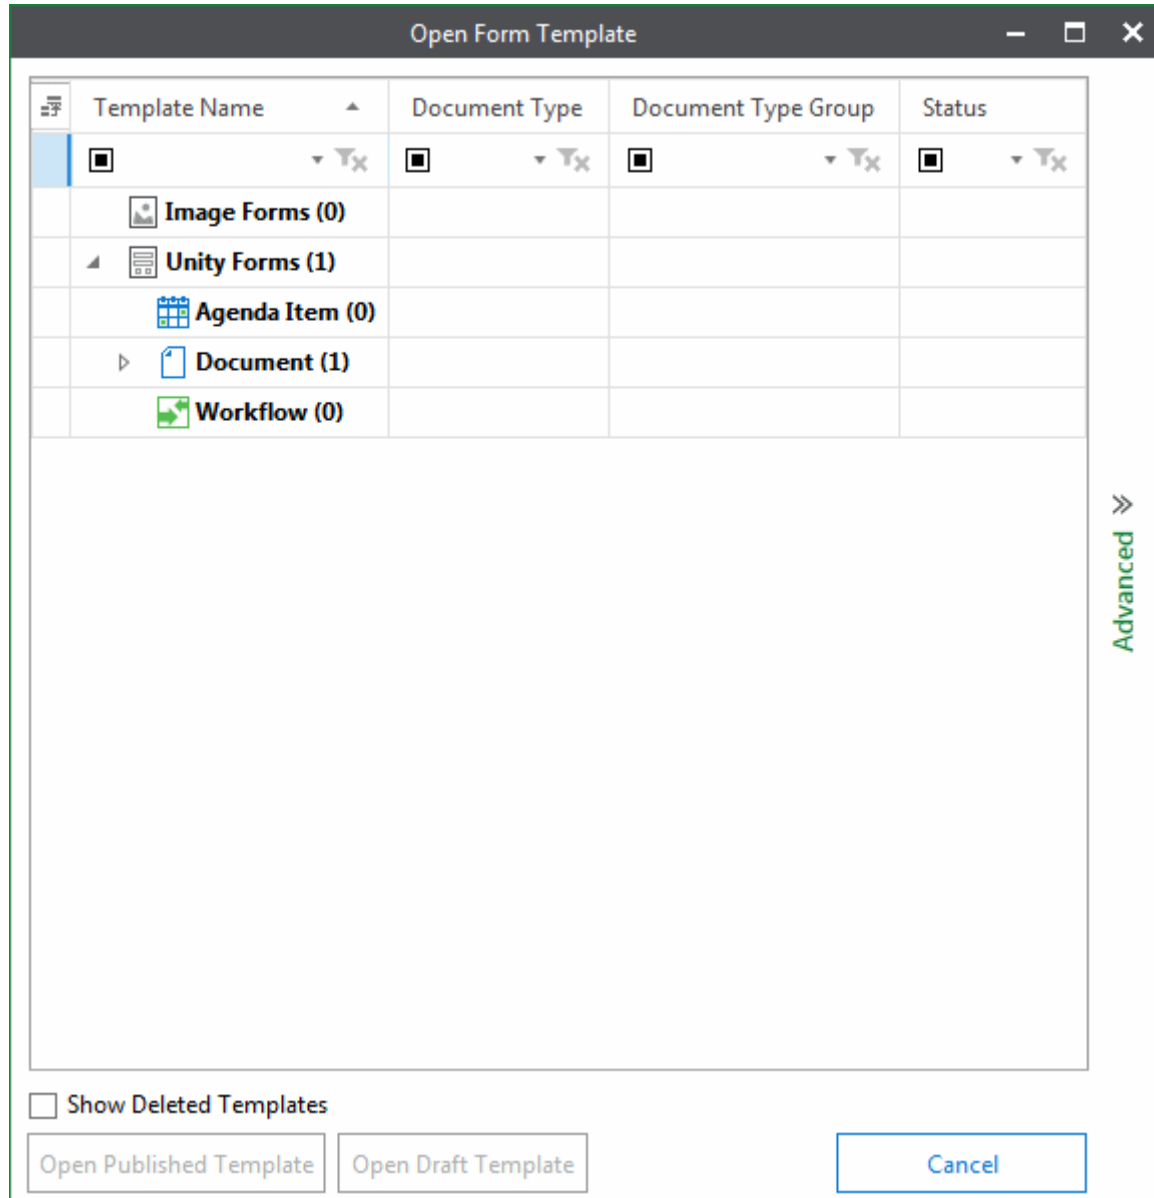 Open Form Template
Template Name Document Type Document Type Group Status
Image Forms (0)
Unity Forms (1)
Agenda Item (0)
Document (1)
Workflow (0)
Advanced
Show Deleted Templates
Open Published Template Open Draft Template Cancel